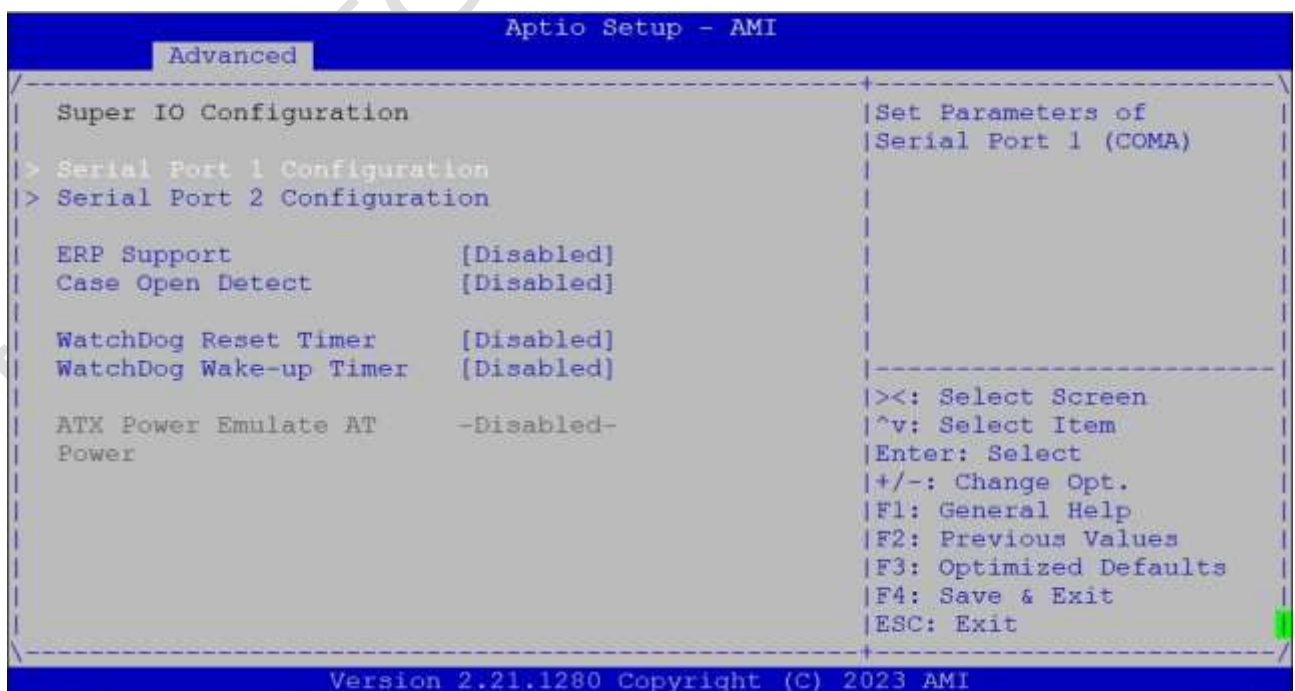 Aptio Setup - AMI
Advanced
Super IO Configuration
> Serial Port 1 Configuration
> Serial Port 2 Configuration
ERP Support [Disabled]
Case Open Detect [Disabled]
WatchDog Reset Timer [Disabled]
WatchDog Wake-up Timer [Disabled]
ATX Power Emulate AT -Disabled-
Power
Set Parameters of
Serial Port 1 (COMA)
><: Select Screen
^v: Select Item
Enter: Select
+/-: Change Opt.
F1: General Help
F2: Previous Values
F3: Optimized Defaults
F4: Save & Exit
ESC: Exit
Version 2.21.1280 Copyright (C) 2023 AMI